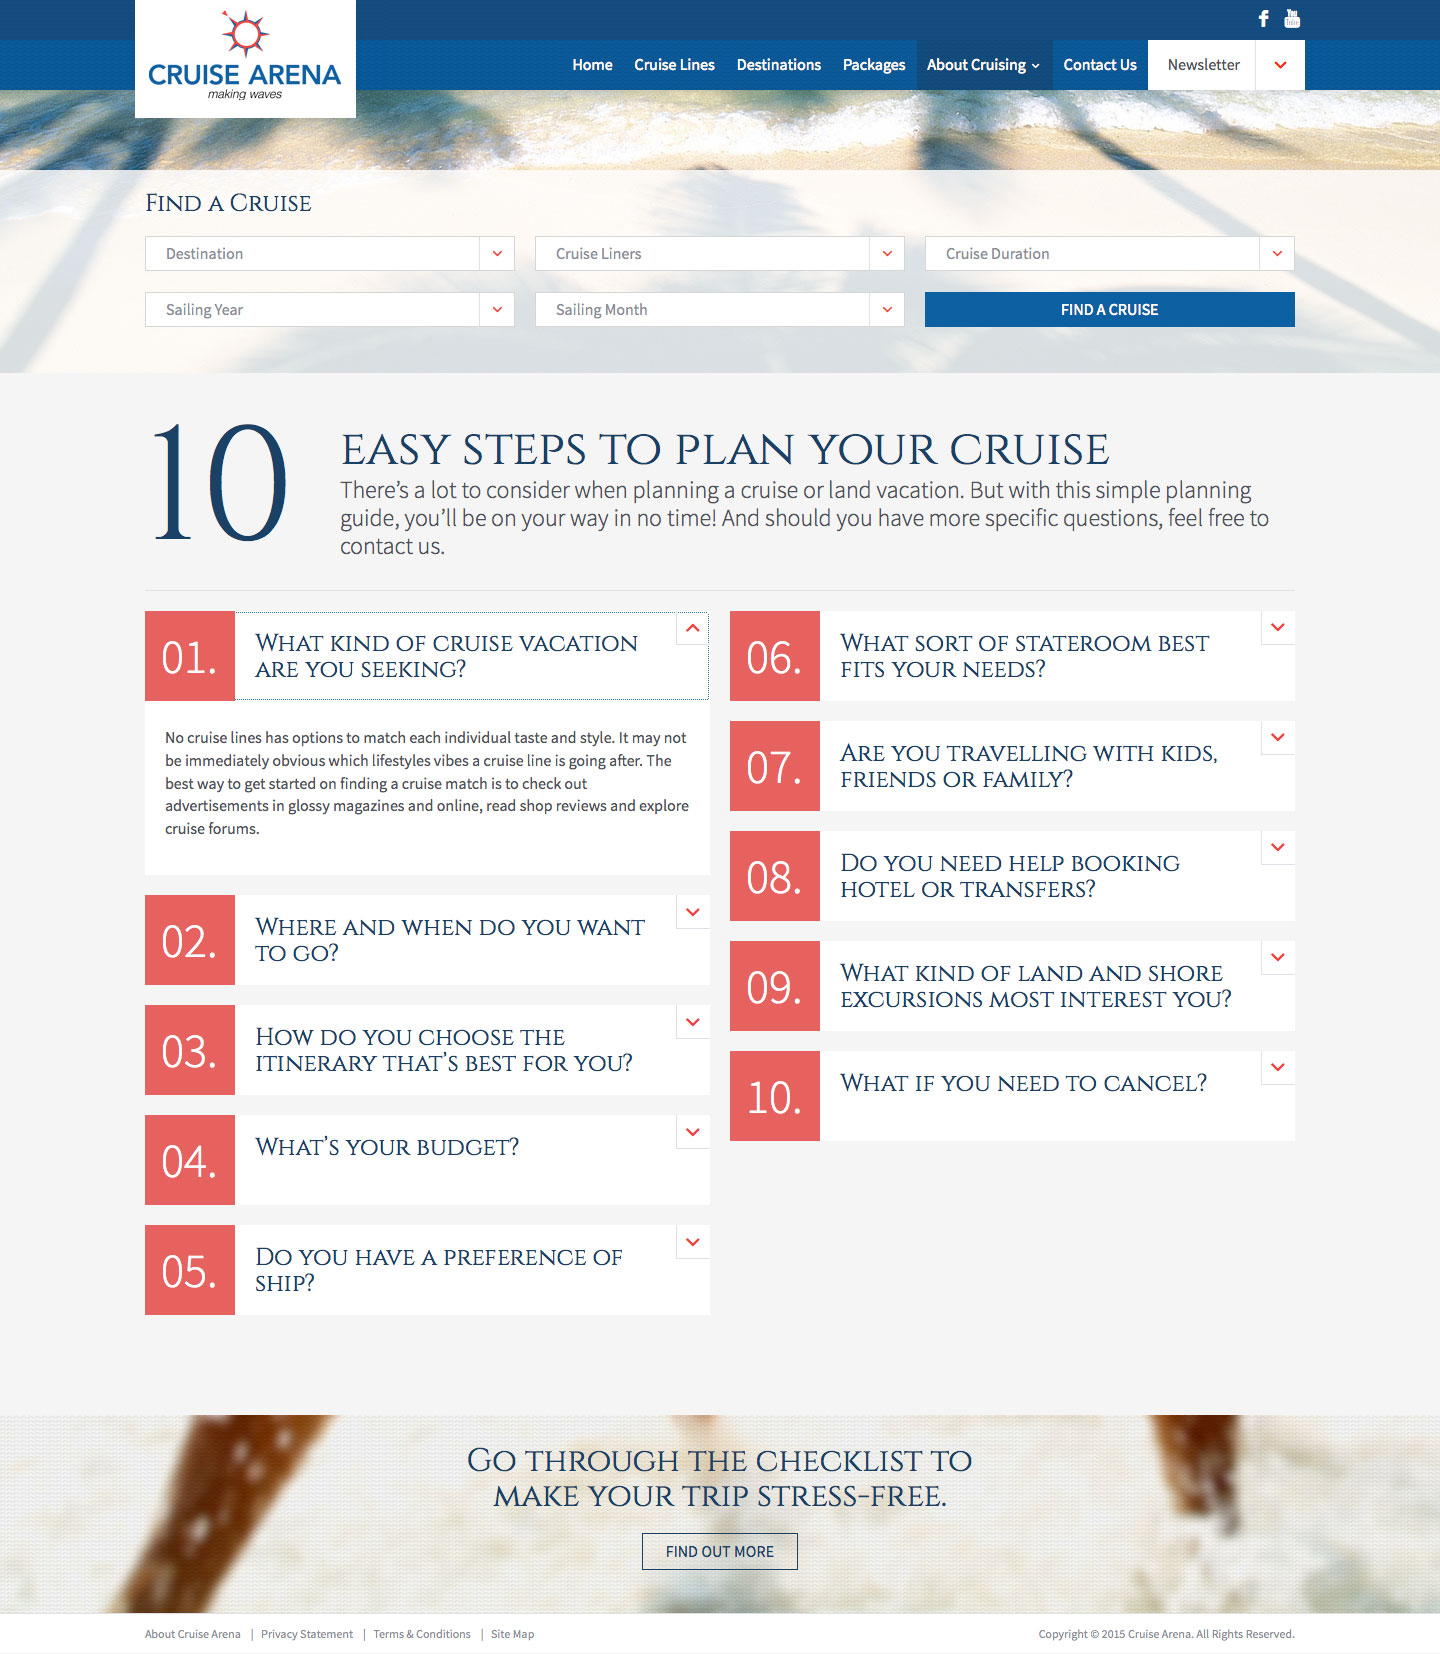 CRUISE ARENA
making waves
You
Tube
Home
Cruise Lines
Destinations
Packages
About Cruising
Contact Us
Newsletter
Find a Cruise
Destination
Cruise Liners
Cruise Duration
Sailing Year
Sailing Month
FIND A CRUISE
10
EASY STEPS TO PLAN YOUR CRUISE
There’s a lot to consider when planning a cruise or land vacation. But with this simple planning
guide, you’ll be on your way in no time! And should you have more specific questions, feel free to
contact us.
01.
What kind of cruise vacation
are you seeking?
No cruise lines has options to match each individual taste and style. It may not
be immediately obvious which lifestyles vibes a cruise line is going after. The
best way to get started on finding a cruise match is to check out
advertisements in glossy magazines and online, read shop reviews and explore
cruise forums.
02.
Where and when do you want
to go?
03.
How do you choose the
itinerary that’s best for you?
04.
What’s your budget?
05.
Do you have a preference of
ship?
06.
What sort of stateroom best
fits your needs?
07.
Are you travelling with kids,
friends or family?
08.
Do you need help booking
hotel or transfers?
09.
What kind of land and shore
excursions most interest you?
10.
What if you need to cancel?
Go through the checklist to
make your trip stress-free.
FIND OUT MORE
About Cruise Arena | Privacy Statement | Terms & Conditions | Site Map
Copyright © 2015 Cruise Arena. All Rights Reserved.